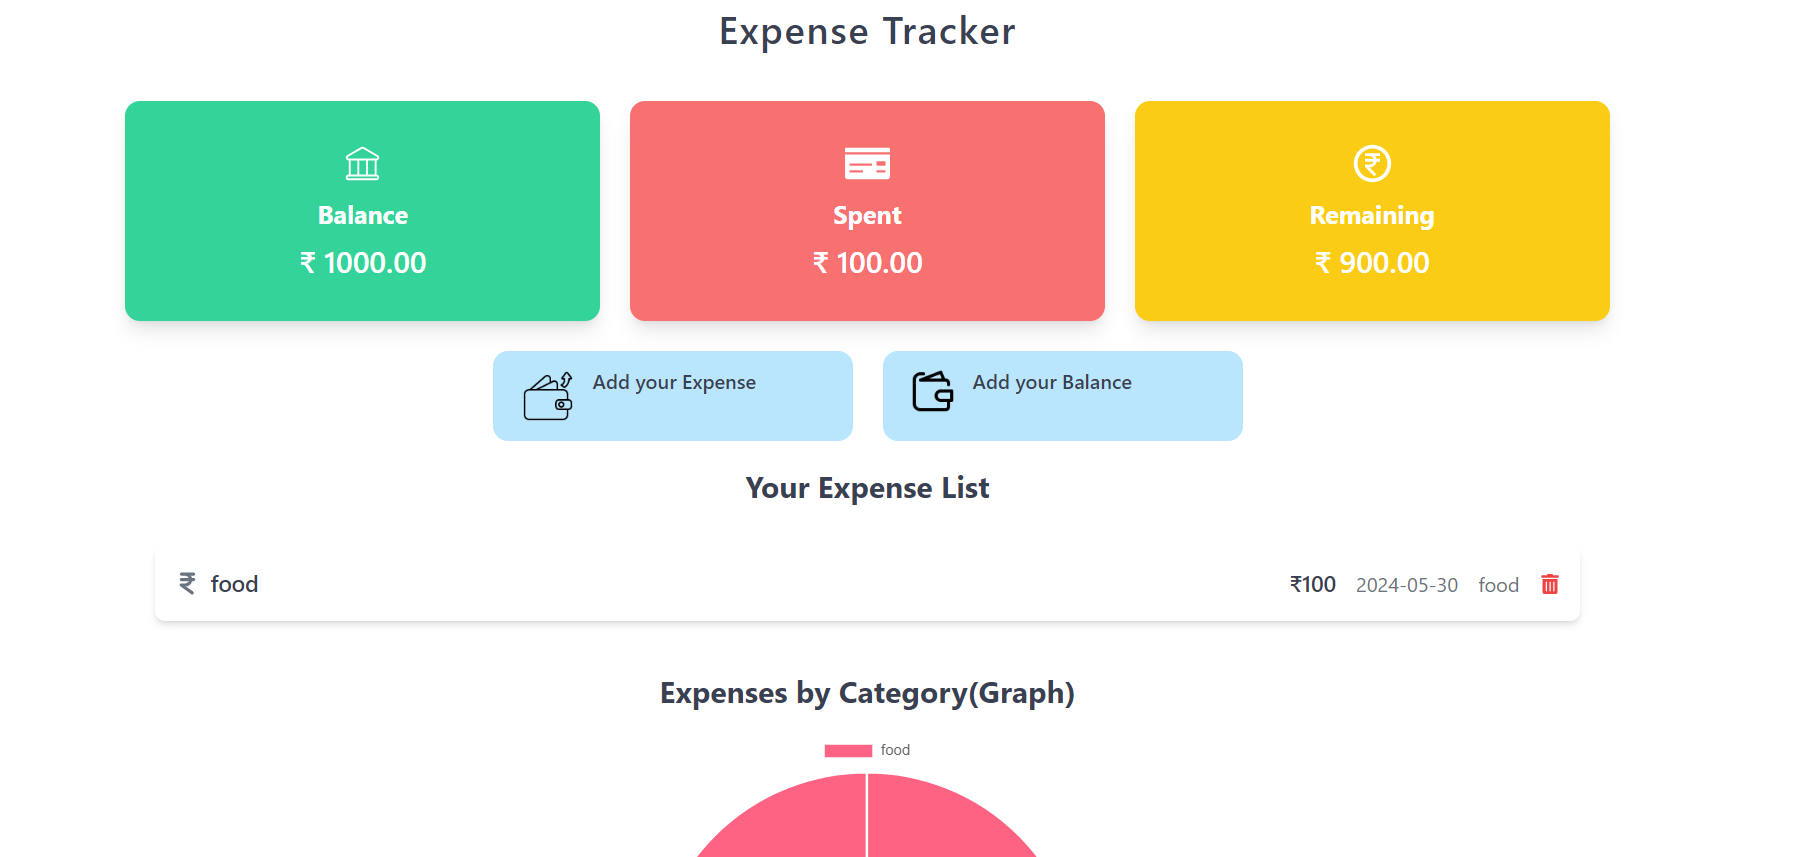 Expense Tracker
Balance
₹ 1000.00
Spent
₹ 100.00
Remaining
₹ 900.00
Add your Expense
Add your Balance
Your Expense List
₹ food ₹100 2024-05-30 food
Expenses by Category(Graph)
food